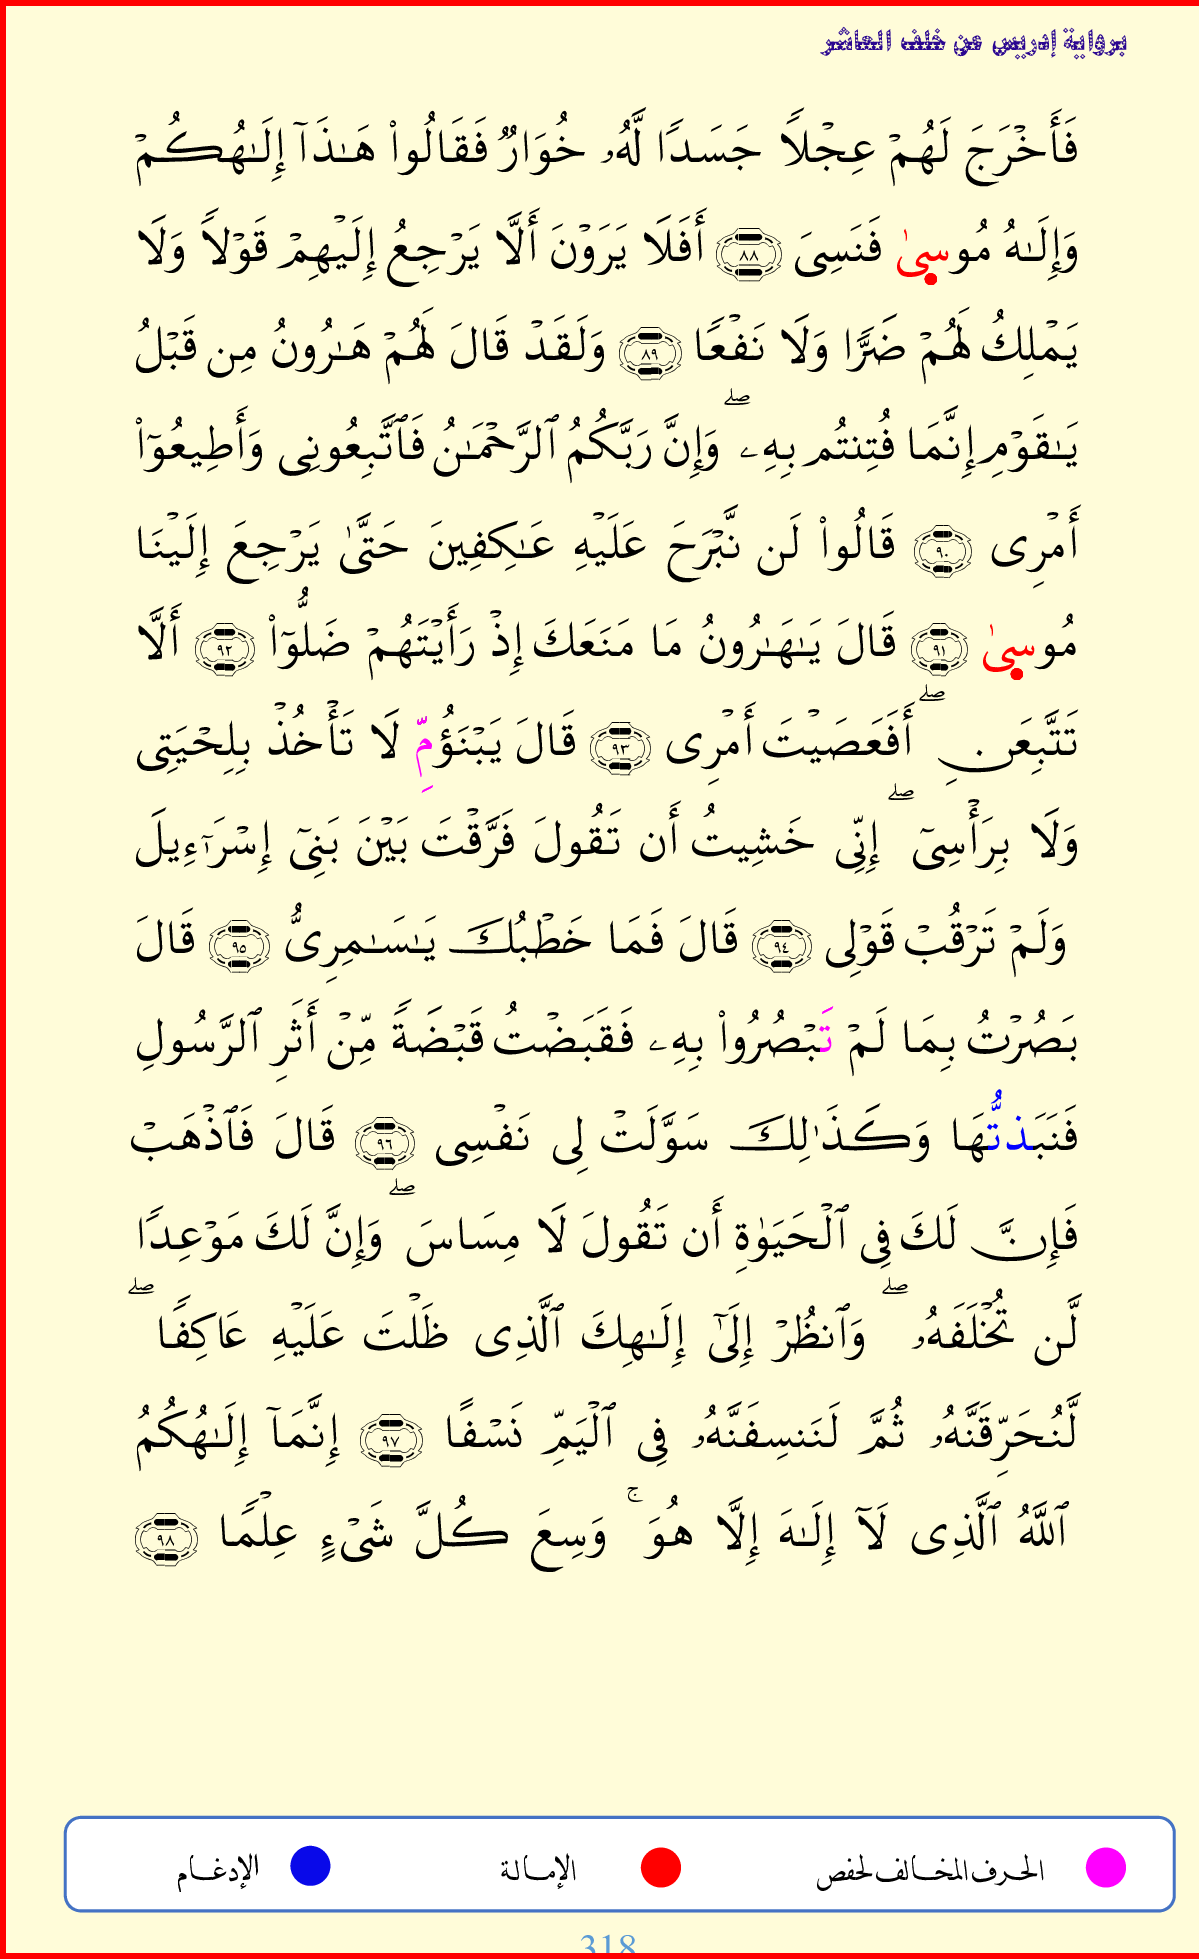 برواية إدريس عن خلف العاشر
فَأَخْرَجَ لَهُمْ عِجْلًا جَسَدًا لَّهُۥ خُوَارٌ فَقَالُوا۟ هَـٰذَآ إِلَـٰهُكُمْ
وَإِلَـٰهُ مُوسِىٰ فَنَسِىَ ٨٨ أَفَلَا يَرَوْنَ أَلَّا يَرْجِعُ إِلَيْهِمْ قَوْلًا وَلَا
يَمْلِكُ لَهُمْ ضَرًّا وَلَا نَفْعًا ٨٩ وَلَقَدْ قَالَ لَهُمْ هَـٰرُونُ مِن قَبْلُ
يَـٰقَوْمِ إِنَّمَا فُتِنتُم بِهِۦ ۖ وَإِنَّ رَبَّكُمُ ٱلرَّحْمَـٰنُ فَٱتَّبِعُونِى وَأَطِيعُوٓا۟
أَمْرِى ٩٠ قَالُوا۟ لَن نَّبْرَحَ عَلَيْهِ عَـٰكِفِينَ حَتَّىٰ يَرْجِعَ إِلَيْنَا
مُوسِىٰ ٩١ قَالَ يَـٰهَـٰرُونُ مَا مَنَعَكَ إِذْ رَأَيْتَهُمْ ضَلُّوٓا۟ ٩٢ أَلَّا
تَتَّبِعَنِ ۖ أَفَعَصَيْتَ أَمْرِى ٩٣ قَالَ يَبْنَؤُمِّ لَا تَأْخُذْ بِلِحْيَتِى
وَلَا بِرَأْسِىٓ ۖ إِنِّى خَشِيتُ أَن تَقُولَ فَرَّقْتَ بَيْنَ بَنِىٓ إِسْرَٰٓءِيلَ
وَلَمْ تَرْقُبْ قَوْلِى ٩٤ قَالَ فَمَا خَطْبُكَ يَـٰسَـٰمِرِىُّ ٩٥ قَالَ
بَصُرْتُ بِمَا لَمْ تَبْصُرُوا۟ بِهِۦ فَقَبَضْتُ قَبْضَةً مِّنْ أَثَرِ ٱلرَّسُولِ
فَنَبَذتُّهَا وَكَذَٰلِكَ سَوَّلَتْ لِى نَفْسِى ٩٦ قَالَ فَٱذْهَبْ
فَإِنَّ لَكَ فِى ٱلْحَيَوٰةِ أَن تَقُولَ لَا مِسَاسَ ۖ وَإِنَّ لَكَ مَوْعِدًا
لَّن تُخْلَفَهُۥ ۖ وَٱنظُرْ إِلَىٰٓ إِلَـٰهِكَ ٱلَّذِى ظَلْتَ عَلَيْهِ عَاكِفًا ۖ
لَّنُحَرِّقَنَّهُۥ ثُمَّ لَنَنسِفَنَّهُۥ فِى ٱلْيَمِّ نَسْفًا ٩٧ إِنَّمَآ إِلَـٰهُكُمُ
ٱللَّهُ ٱلَّذِى لَآ إِلَـٰهَ إِلَّا هُوَ ۚ وَسِعَ كُلَّ شَىْءٍ عِلْمًا ٩٨
الحرف المخالف لحفص الإمالة الإدغام
318